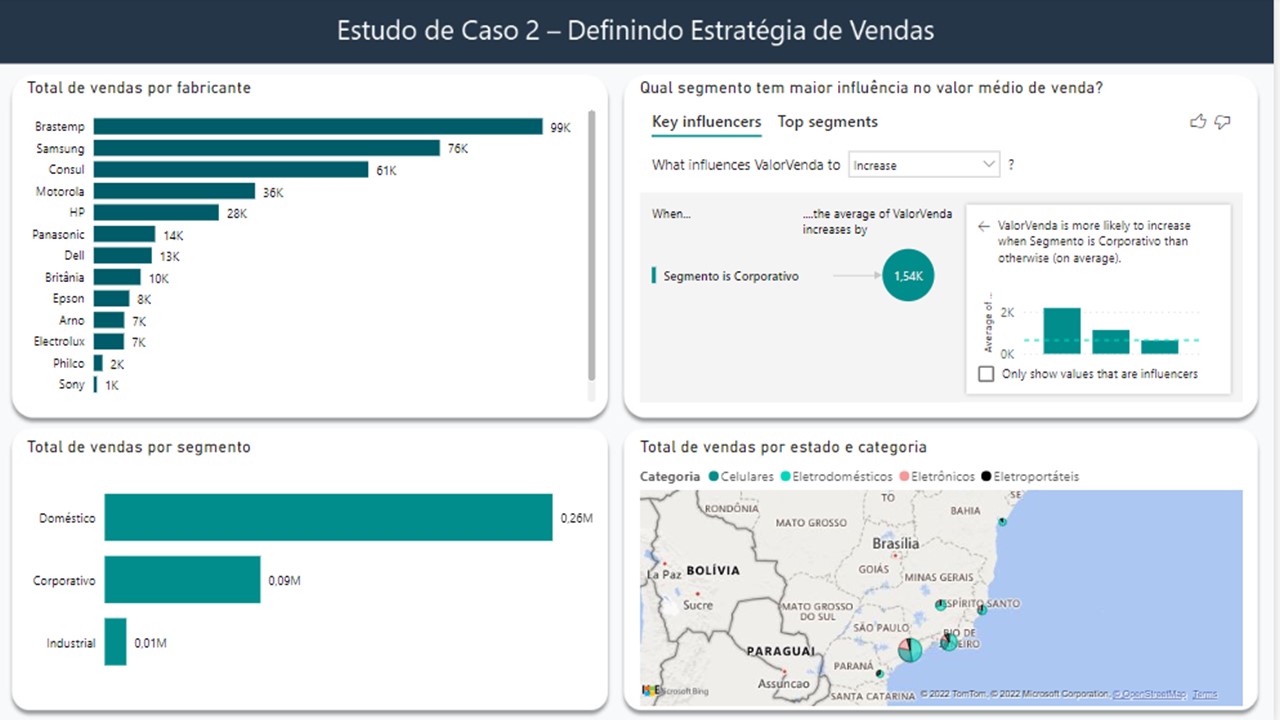 Estudo de Caso 2 – Definindo Estratégia de Vendas
Total de vendas por fabricante
Brastemp 99K
Samsung 76K
Consul 61K
Motorola 36K
HP 28K
Panasonic 14K
Dell 13K
Britânia 10K
Epson 8K
Arno 7K
Electrolux 7K
Philco 2K
Sony 1K
Qual segmento tem maior influência no valor médio de venda?
Key influencers Top segments
What influences ValorVenda to Increase ?
When...
....the average of ValorVenda
increases by
Segmento is Corporativo
1,54K
ValorVenda is more likely to increase
when Segmento is Corporativo than
otherwise (on average).
Average of ...
2K
0K
Only show values that are influencers
Total de vendas por segmento
Doméstico 0,26M
Corporativo 0,09M
Industrial 0,01M
Total de vendas por estado e categoria
Categoria Celulares Eletrodomésticos Eletrônicos Eletroportáteis
TO
SE
RONDÔNIA
BAHIA
MATO GROSSO
Brasília
La Paz
BOLÍVIA
GOIÁS
MINAS GERAIS
Sucre
MATO GROSSO
DO SUL
ESPÍRITO SANTO
SÃO PAULO
RIO DE
JANEIRO
PARAGUAI
PARANÁ
Assuncao
SANTA CATARINA
Microsoft Bing
© 2022 TomTom, © 2022 Microsoft Corporation, © OpenStreetMap Terms